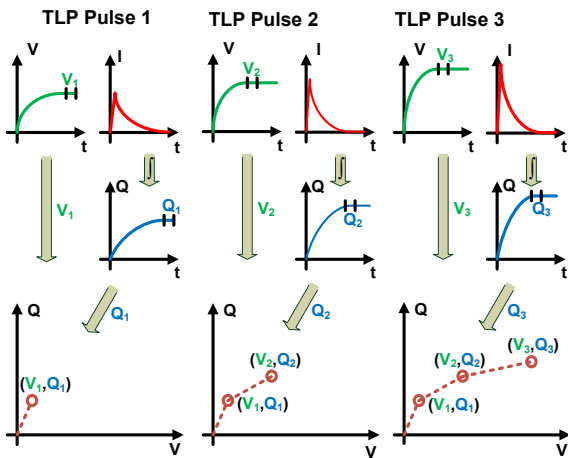 TLP Pulse 1
TLP Pulse 2
TLP Pulse 3
V
V₁
t
I
t
V
V₂
t
I
t
V
V₃
t
I
t
V₁
∫
Q
Q₁
t
V₂
∫
Q
Q₂
t
V₃
∫
Q
Q₃
t
Q₁
Q₂
Q₃
Q
(V₁,Q₁)
V
Q
(V₂,Q₂)
(V₁,Q₁)
V
Q
(V₂,Q₂)
(V₃,Q₃)
(V₁,Q₁)
V